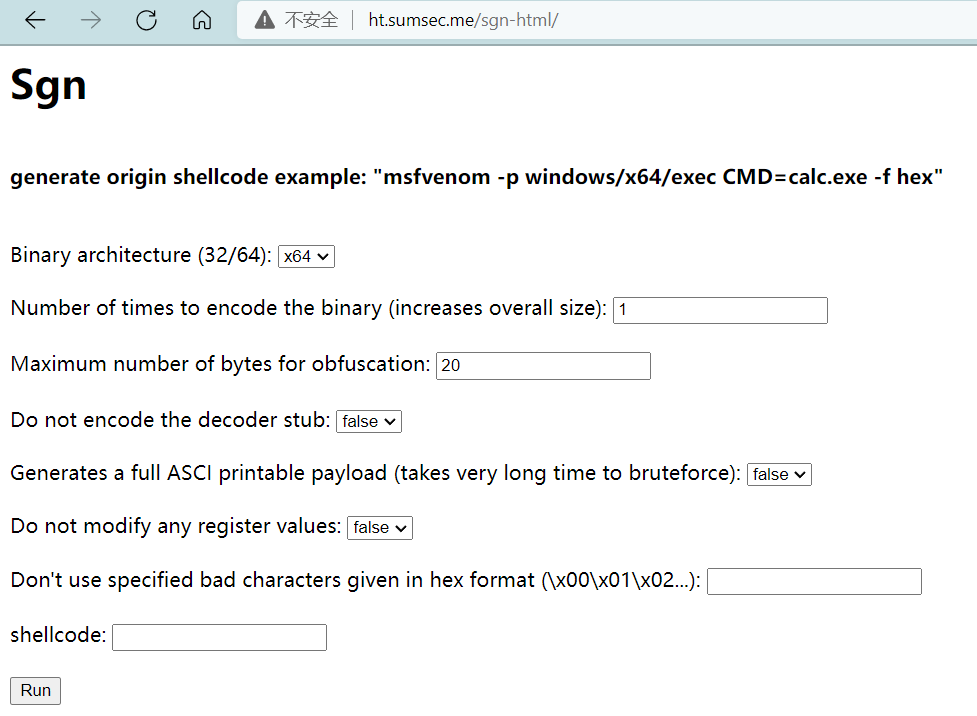 不安全 ht.sumsec.me/sgn-html/
Sgn
generate origin shellcode example: "msfvenom -p windows/x64/exec CMD=calc.exe -f hex"
Binary architecture (32/64): x64
Number of times to encode the binary (increases overall size): 1
Maximum number of bytes for obfuscation: 20
Do not encode the decoder stub: false
Generates a full ASCI printable payload (takes very long time to bruteforce): false
Do not modify any register values: false
Don't use specified bad characters given in hex format (\x00\x01\x02...):
shellcode:
Run